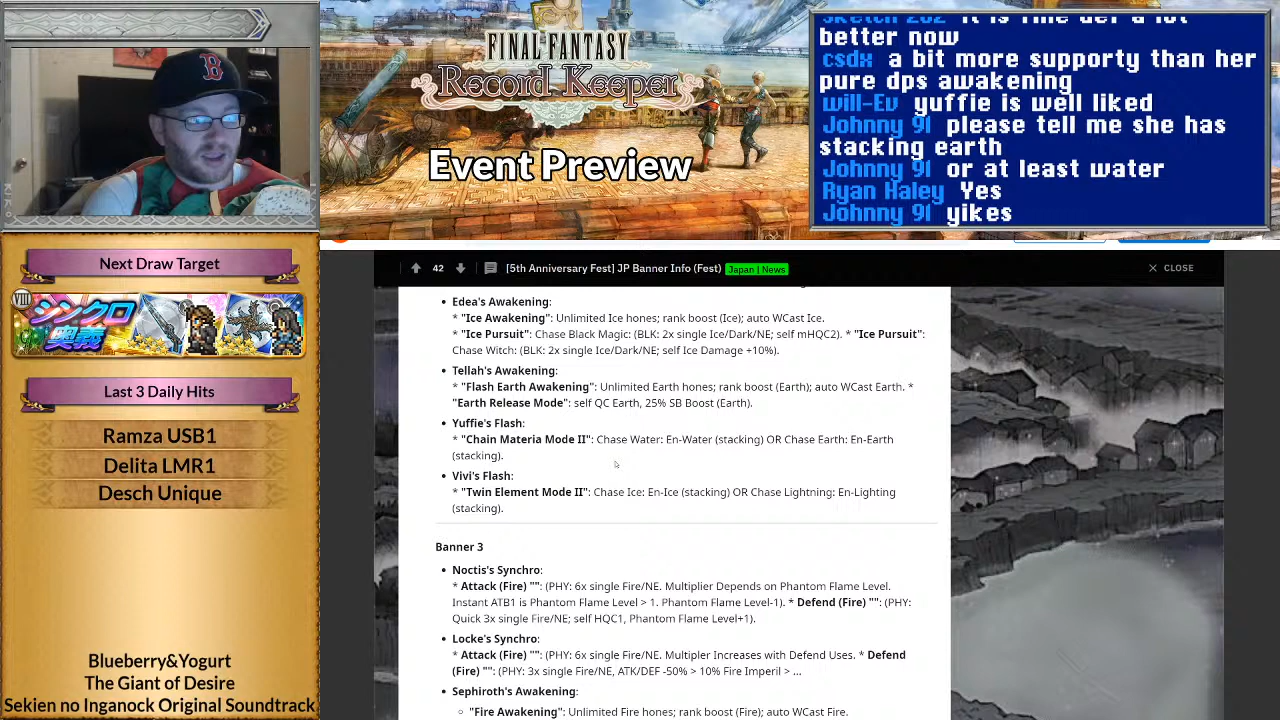 FINAL FANTASY
Record Keeper
Event Preview
better now
csdx a bit more supporty than her
pure dps awakening
will-Ev yuffie is well liked
Johnny 91 please tell me she has
stacking earth
Johnny 91 or at least water
Ryan Haley Yes
Johnny 91 yikes
Next Draw Target
VIII
シンクロ
奥義
Last 3 Daily Hits
Ramza USB1
Delita LMR1
Desch Unique
Blueberry&Yogurt
The Giant of Desire
Sekien no Inganock Original Soundtrack
42 [5th Anniversary Fest] JP Banner Info (Fest) Japan | News CLOSE
• Edea's Awakening:
* "Ice Awakening": Unlimited Ice hones; rank boost (Ice); auto WCast Ice.
* "Ice Pursuit": Chase Black Magic: (BLK: 2x single Ice/Dark/NE; self mHQC2). * "Ice Pursuit":
Chase Witch: (BLK: 2x single Ice/Dark/NE; self Ice Damage +10%).
• Tellah's Awakening:
* "Flash Earth Awakening": Unlimited Earth hones; rank boost (Earth); auto WCast Earth. *
"Earth Release Mode": self QC Earth, 25% SB Boost (Earth).
• Yuffie's Flash:
* "Chain Materia Mode II": Chase Water: En-Water (stacking) OR Chase Earth: En-Earth
(stacking).
• Vivi's Flash:
* "Twin Element Mode II": Chase Ice: En-Ice (stacking) OR Chase Lightning: En-Lighting
(stacking).
Banner 3
• Noctis's Synchro:
* Attack (Fire) "": (PHY: 6x single Fire/NE. Multiplier Depends on Phantom Flame Level.
Instant ATB1 is Phantom Flame Level > 1. Phantom Flame Level-1). * Defend (Fire) "": (PHY:
Quick 3x single Fire/NE; self HQC1, Phantom Flame Level+1).
• Locke's Synchro:
* Attack (Fire) "": (PHY: 6x single Fire/NE. Multipler Increases with Defend Uses. * Defend
(Fire) "": (PHY: 3x single Fire/NE, ATK/DEF -50% > 10% Fire Imperil > ...
• Sephiroth's Awakening:
◦ "Fire Awakening": Unlimited Fire hones; rank boost (Fire); auto WCast Fire.